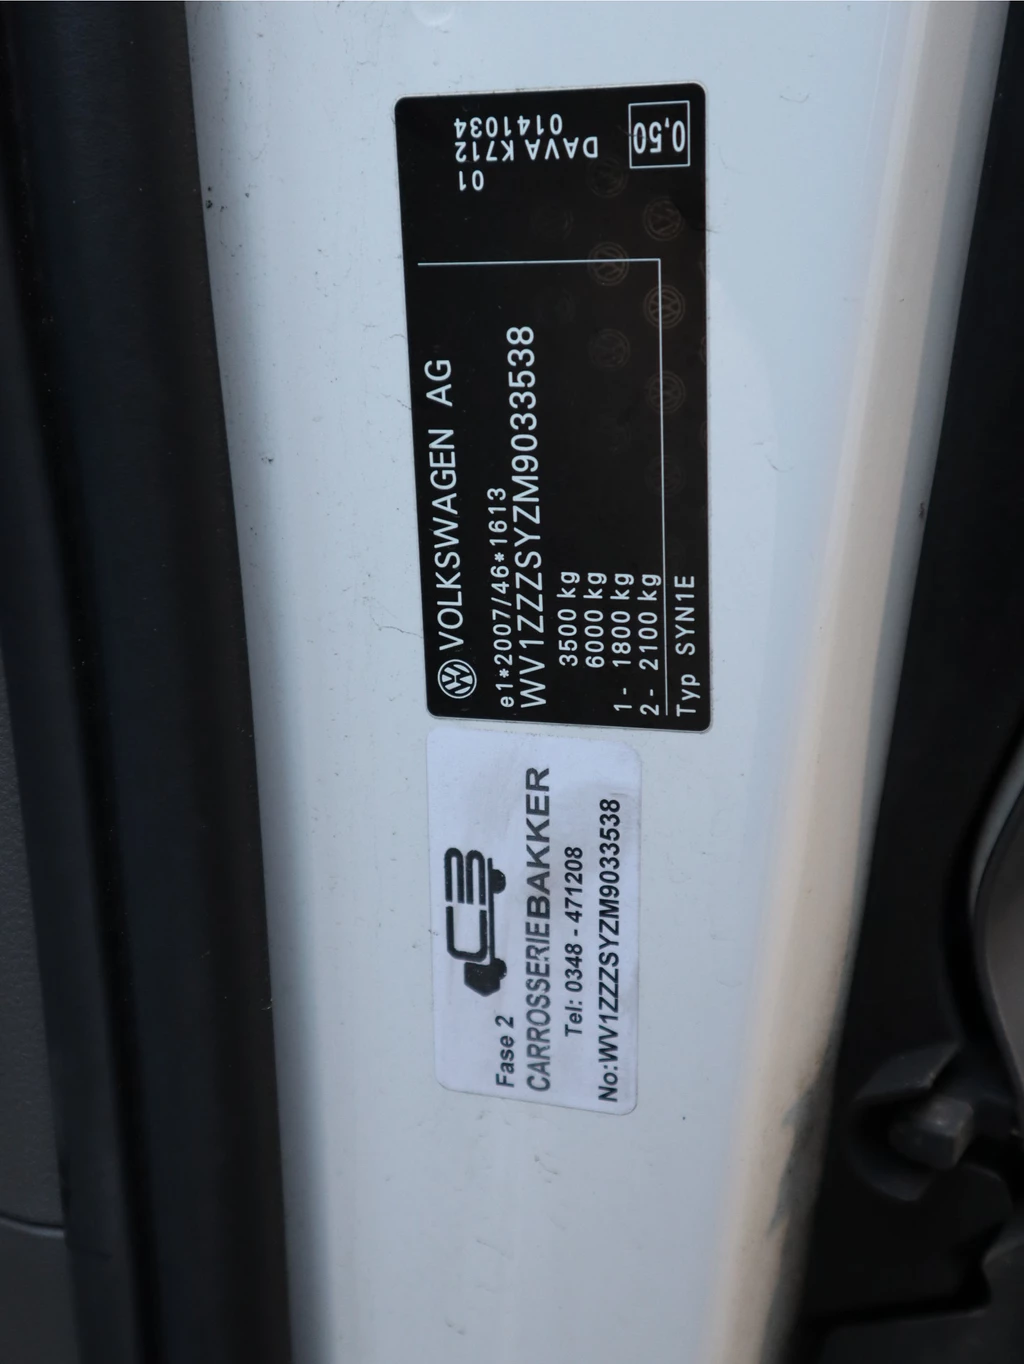 VOLKSWAGEN AG
e1*2007/46*1613
WV1ZZZSYZM9033538
3500 kg
6000 kg
1- 1800 kg
2- 2100 kg
Typ SYN1E
01
DAVA K712
0141034
0,50
Fase 2
CB
CARROSSERIEBAKKER
Tel: 0348 - 471208
No:WV1ZZZSYZM9033538